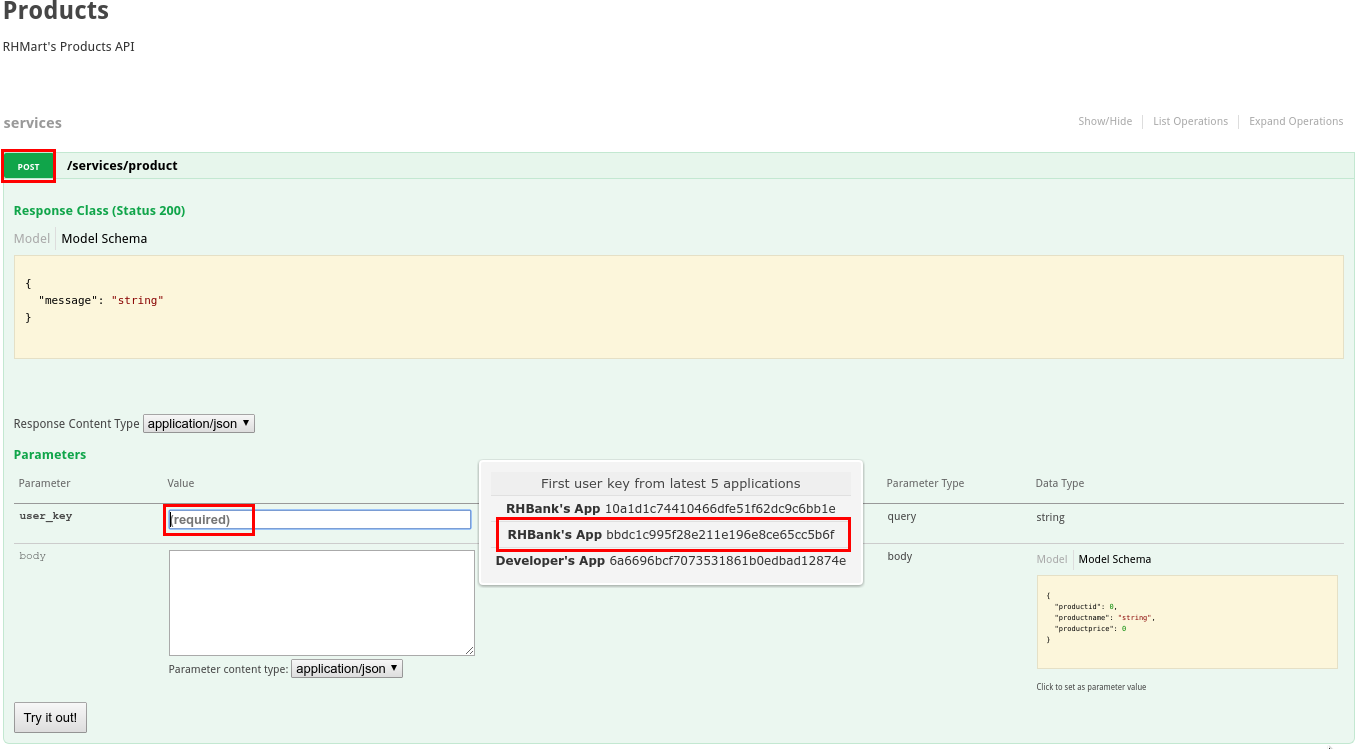 Products
RHMart's Products API
services
Show/Hide
List Operations
Expand Operations
POST
/services/product
Response Class (Status 200)
Model
Model Schema
{
"message": "string"
}
Response Content Type
application/json
Parameters
Parameter
Value
Parameter Type
Data Type
First user key from latest 5 applications
RHBank's App 10a1d1c74410466dfe51f62dc9c6bb1e
RHBank's App bbdc1c995f28e211e196e8ce65cc5b6f
Developer's App 6a6696bcf7073531861b0edbad12874e
user_key
(required)
query
string
body
body
Model
Model Schema
{
"productid": 0,
"productname": "string",
"productprice": 0
}
Parameter content type:
application/json
Click to set as parameter value
Try it out!